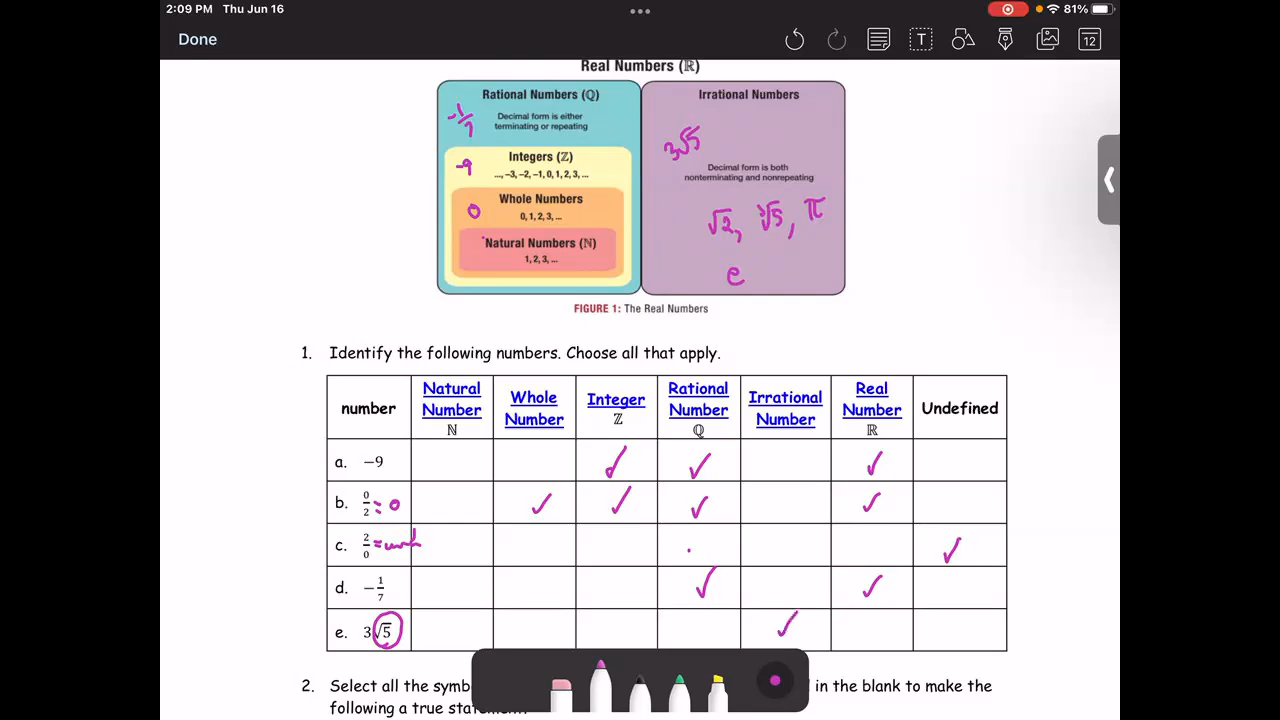 2:09 PM Thu Jun 16
81%
Done
12
Real Numbers (ℝ)
Rational Numbers (ℚ)
Decimal form is either
terminating or repeating
-1/7
Integers (ℤ)
..., –3, –2, –1, 0, 1, 2, 3, ...
-9
Whole Numbers
0, 1, 2, 3, ...
0
Natural Numbers (ℕ)
1, 2, 3, ...
Irrational Numbers
3√5
Decimal form is both
nonterminating and nonrepeating
√2, ∛5, π
e
FIGURE 1: The Real Numbers
1. Identify the following numbers. Choose all that apply.
number Natural Number ℕ Whole Number Integer ℤ Rational Number ℚ Irrational Number Real Number ℝ Undefined
a. −9 ✓ ✓ ✓
b. 0/2 = 0 ✓ ✓ ✓ ✓
c. 2/0 = und ✓
d. −1/7 ✓ ✓
e. 3√5 ✓
2. Select all the symb in the blank to make the
following a true statement.